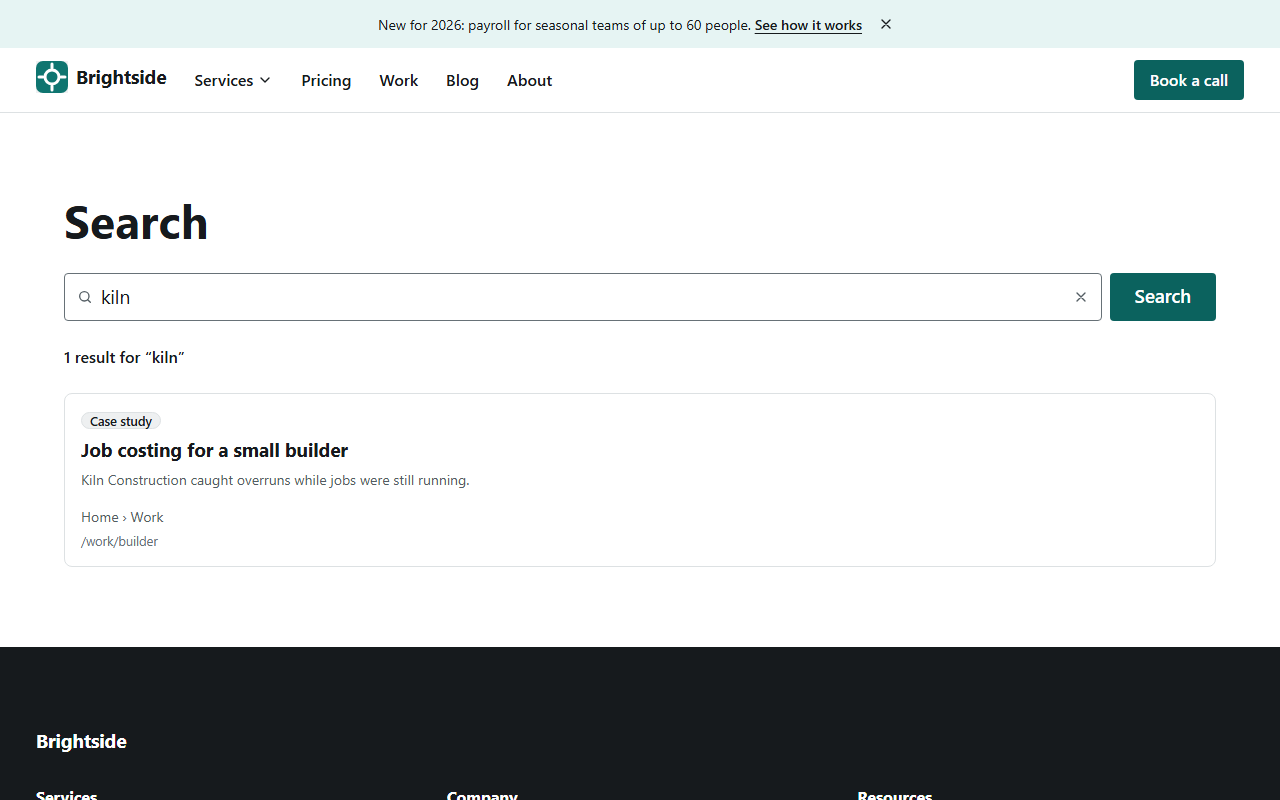 New for 2026: payroll for seasonal teams of up to 60 people. See how it works
Brightside
Services
Pricing
Work
Blog
About
Book a call
Search
kiln
Search
1 result for “kiln”
Case study
Job costing for a small builder
Kiln Construction caught overruns while jobs were still running.
Home › Work
/work/builder
Brightside
Services
Company
Resources